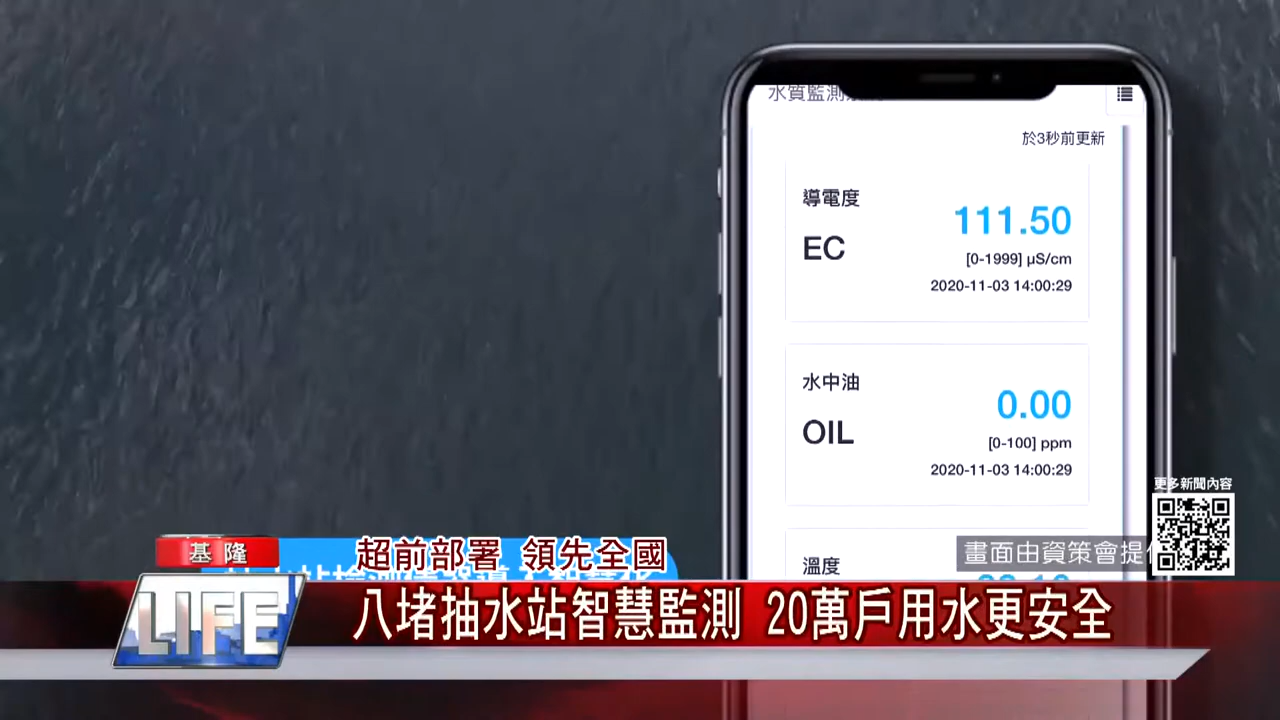 水質監測
於3秒前更新
導電度
111.50
EC
[0-1999] μS/cm
2020-11-03 14:00:29
水中油
0.00
OIL
[0-100] ppm
2020-11-03 14:00:29
溫度
更多新聞內容
畫面由資策會提
基隆
超前部署 領先全國
LIFE
八堵抽水站智慧監測 20萬戶用水更安全